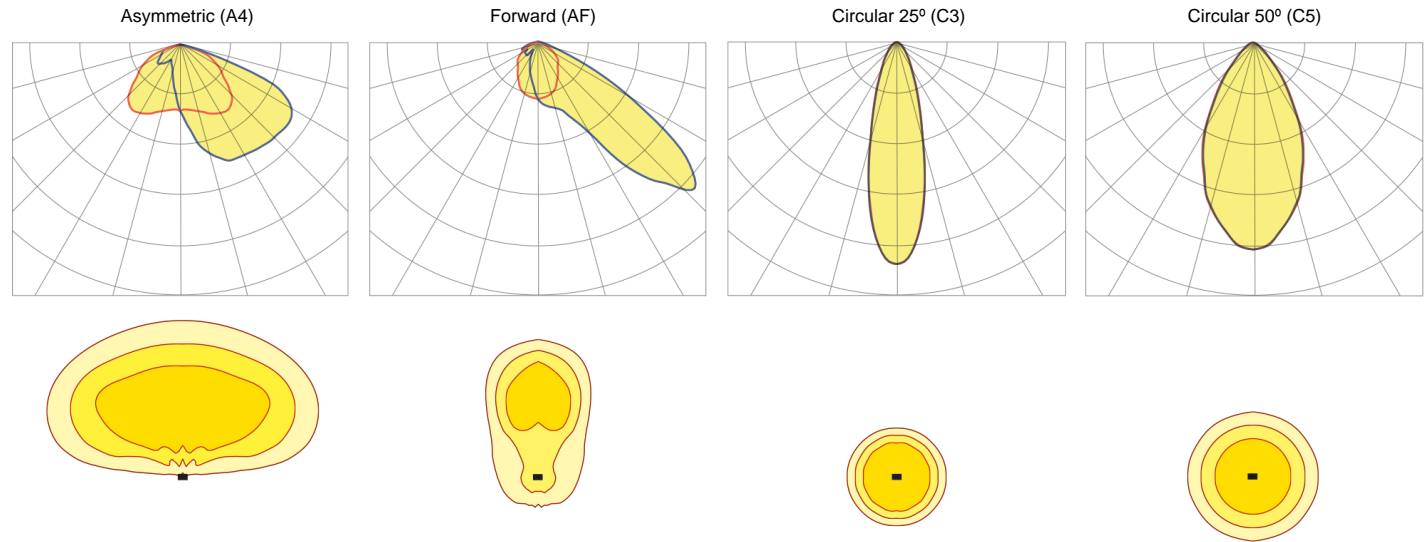 Asymmetric (A4)
Forward (AF)
Circular 25º (C3)
Circular 50º (C5)